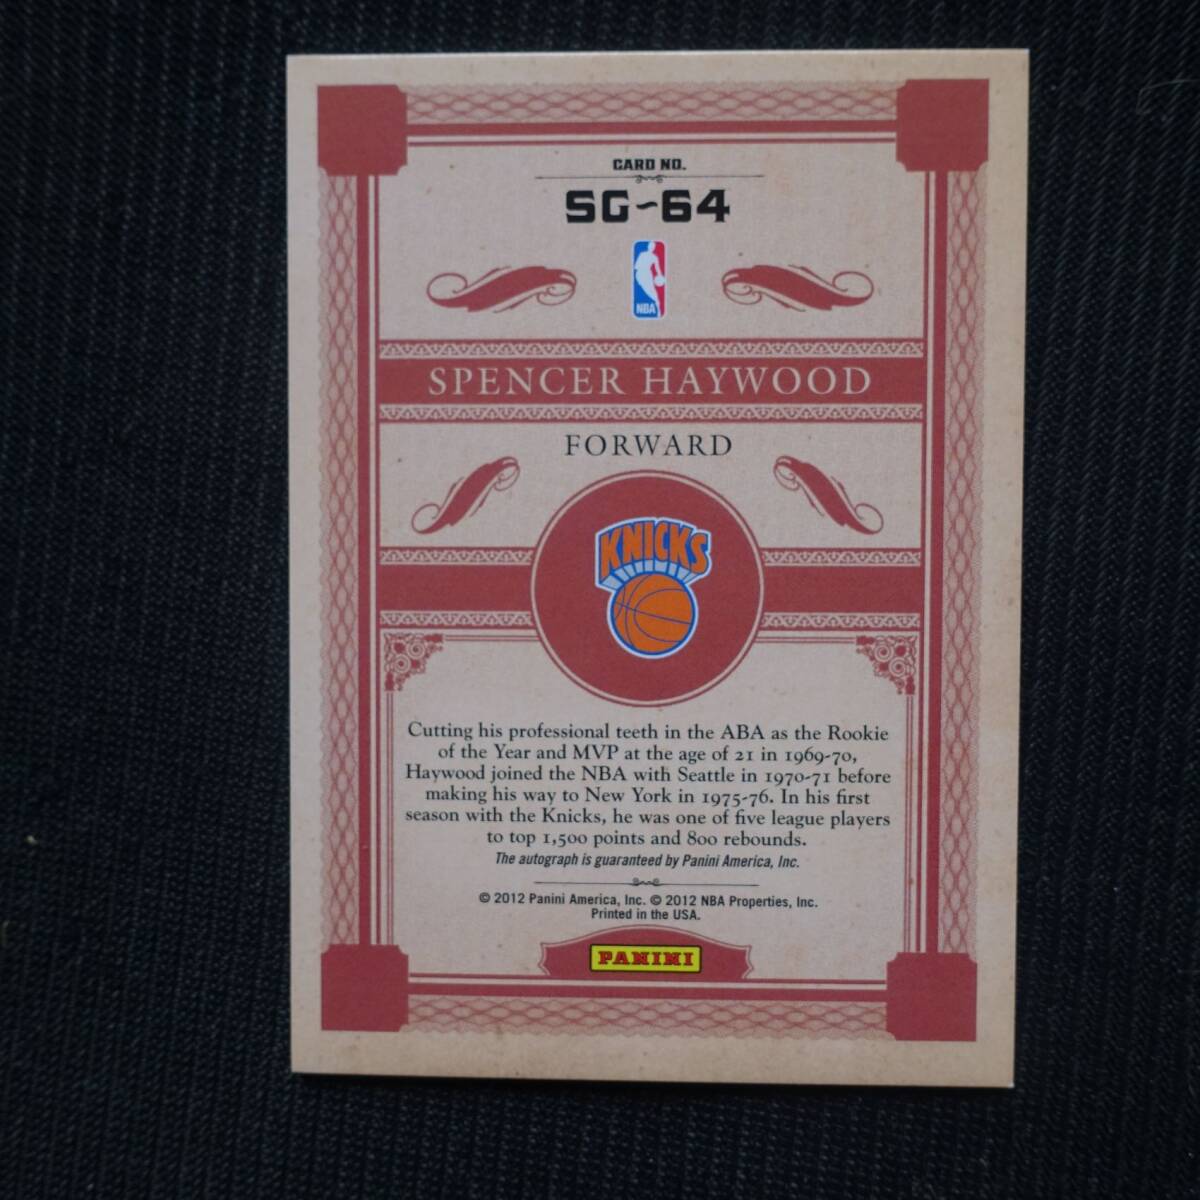 CARD NO.
SG-64
NBA
SPENCER HAYWOOD
FORWARD
KNICKS
Cutting his professional teeth in the ABA as the Rookie
of the Year and MVP at the age of 21 in 1969-70,
Haywood joined the NBA with Seattle in 1970-71 before
making his way to New York in 1975-76. In his first
season with the Knicks, he was one of five league players
to top 1,500 points and 800 rebounds.
The autograph is guaranteed by Panini America, Inc.
© 2012 Panini America, Inc. © 2012 NBA Properties, Inc.
Printed in the USA.
PANINI